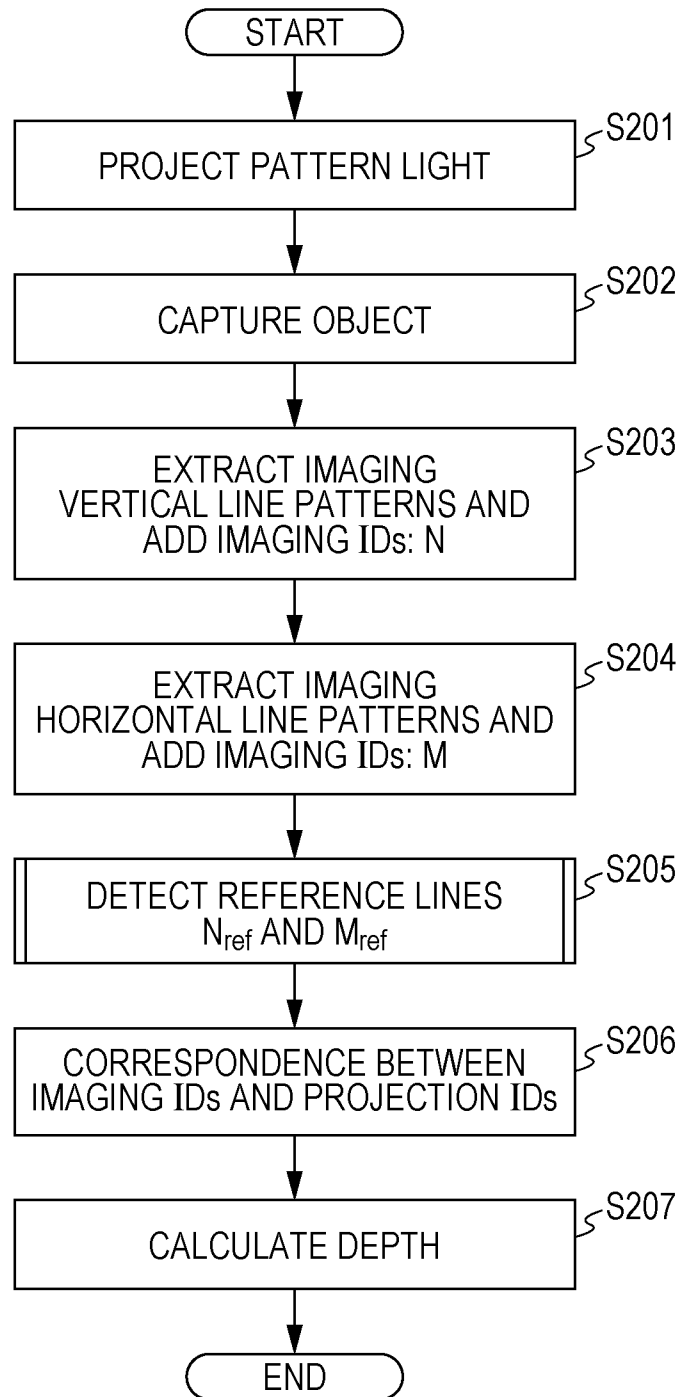 START
S201
PROJECT PATTERN LIGHT
S202
CAPTURE OBJECT
S203
EXTRACT IMAGING
VERTICAL LINE PATTERNS AND
ADD IMAGING IDs: N
S204
EXTRACT IMAGING
HORIZONTAL LINE PATTERNS AND
ADD IMAGING IDs: M
S205
DETECT REFERENCE LINES
Nref AND Mref
S206
CORRESPONDENCE BETWEEN
IMAGING IDs AND PROJECTION IDs
S207
CALCULATE DEPTH
END